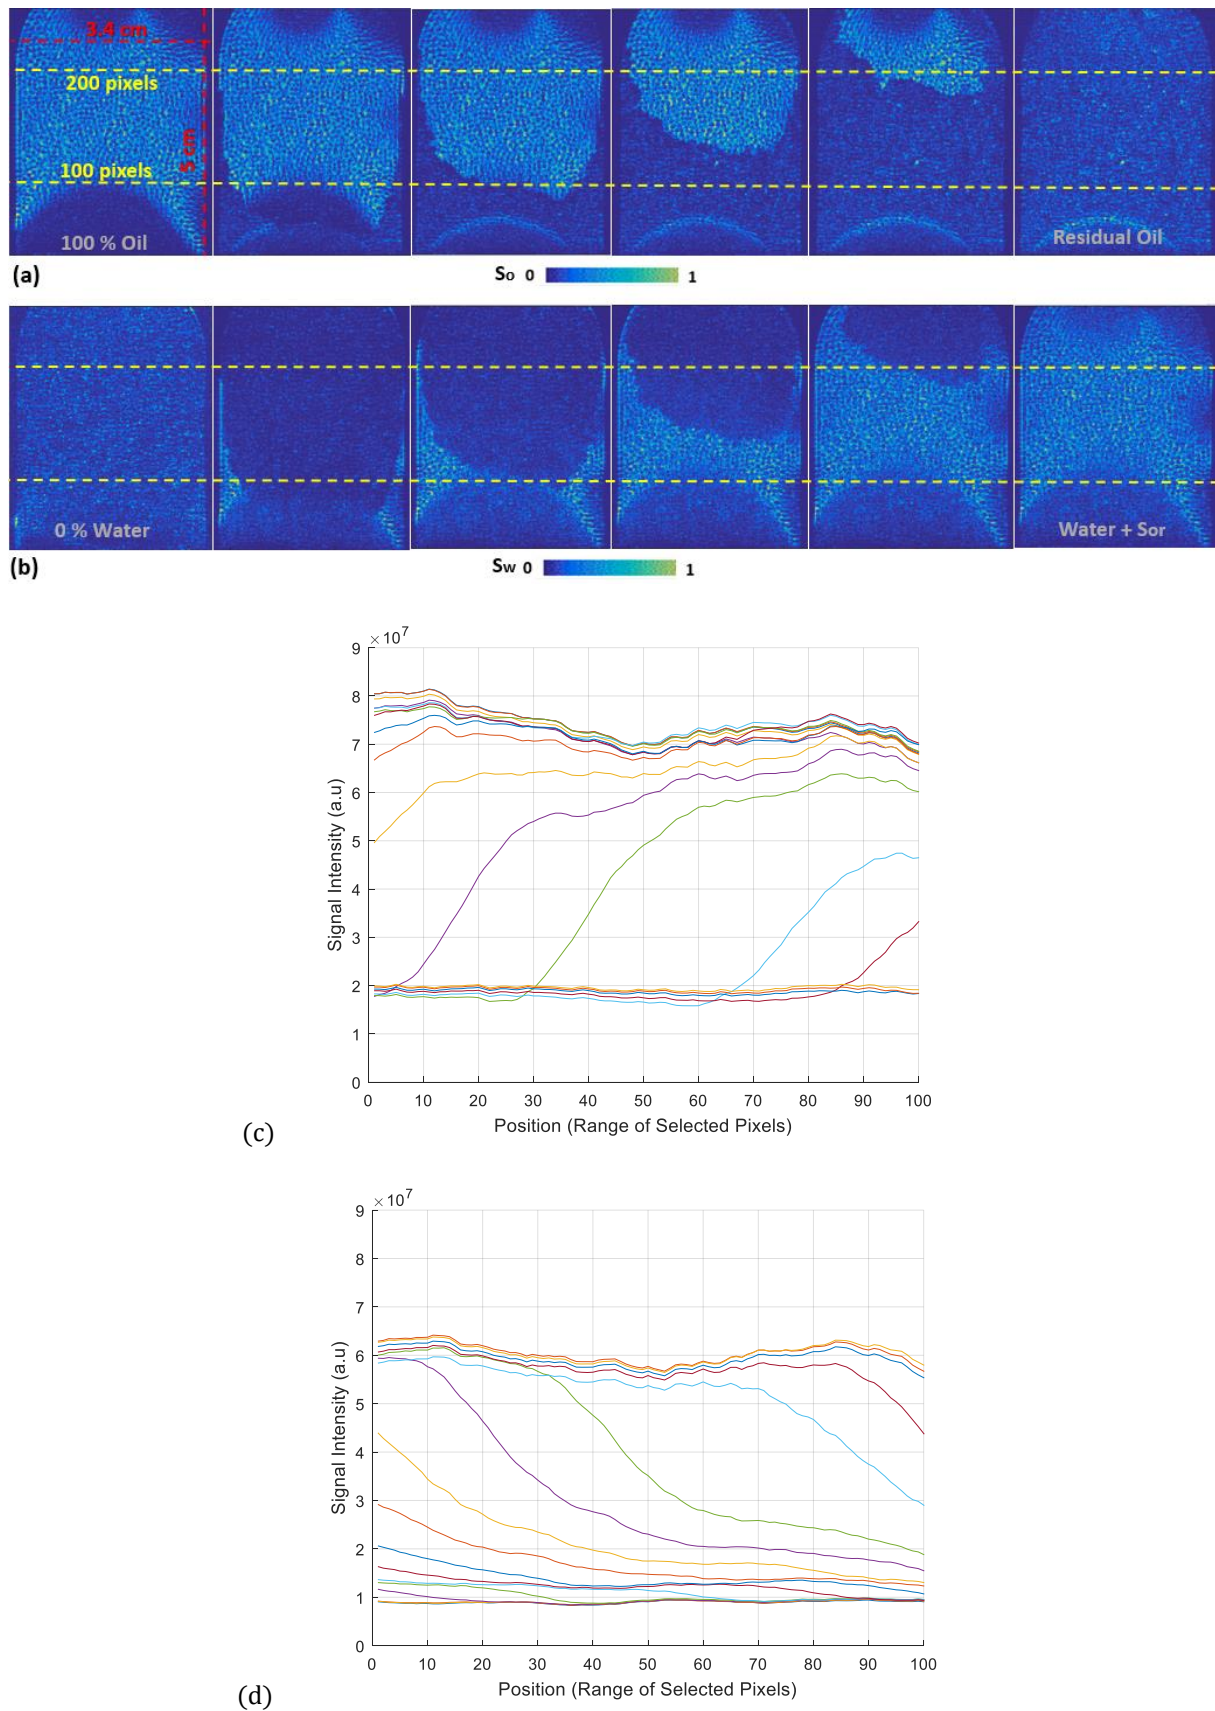 3.4 cm
200 pixels
5 cm
100 pixels
100 % Oil
Residual Oil
(a)
So 0 1
0 % Water
Water + Sor
(b)
Sw 0 1
×10^7
9
8
7
6
5
4
3
2
1
0
Signal Intensity (a.u)
0 10 20 30 40 50 60 70 80 90 100
Position (Range of Selected Pixels)
(c)
×10^7
9
8
7
6
5
4
3
2
1
0
Signal Intensity (a.u)
0 10 20 30 40 50 60 70 80 90 100
Position (Range of Selected Pixels)
(d)